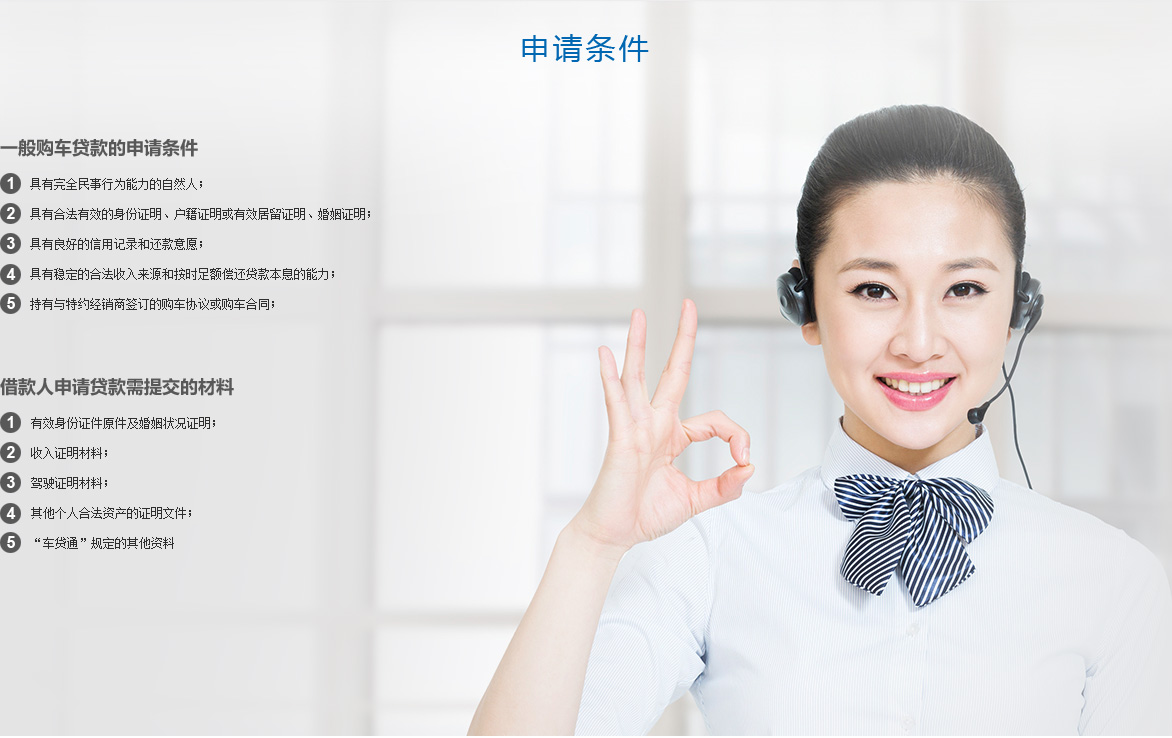 申请条件
一般购车贷款的申请条件
1 具有完全民事行为能力的自然人；
2 具有合法有效的身份证明、户籍证明或有效居留证明、婚姻证明；
3 具有良好的信用记录和还款意愿；
4 具有稳定的合法收入来源和按时足额偿还贷款本息的能力；
5 持有与特约经销商签订的购车协议或购车合同；
借款人申请贷款需提交的材料
1 有效身份证件原件及婚姻状况证明；
2 收入证明材料；
3 驾驶证明材料；
4 其他个人合法资产的证明文件；
5 “车贷通”规定的其他资料